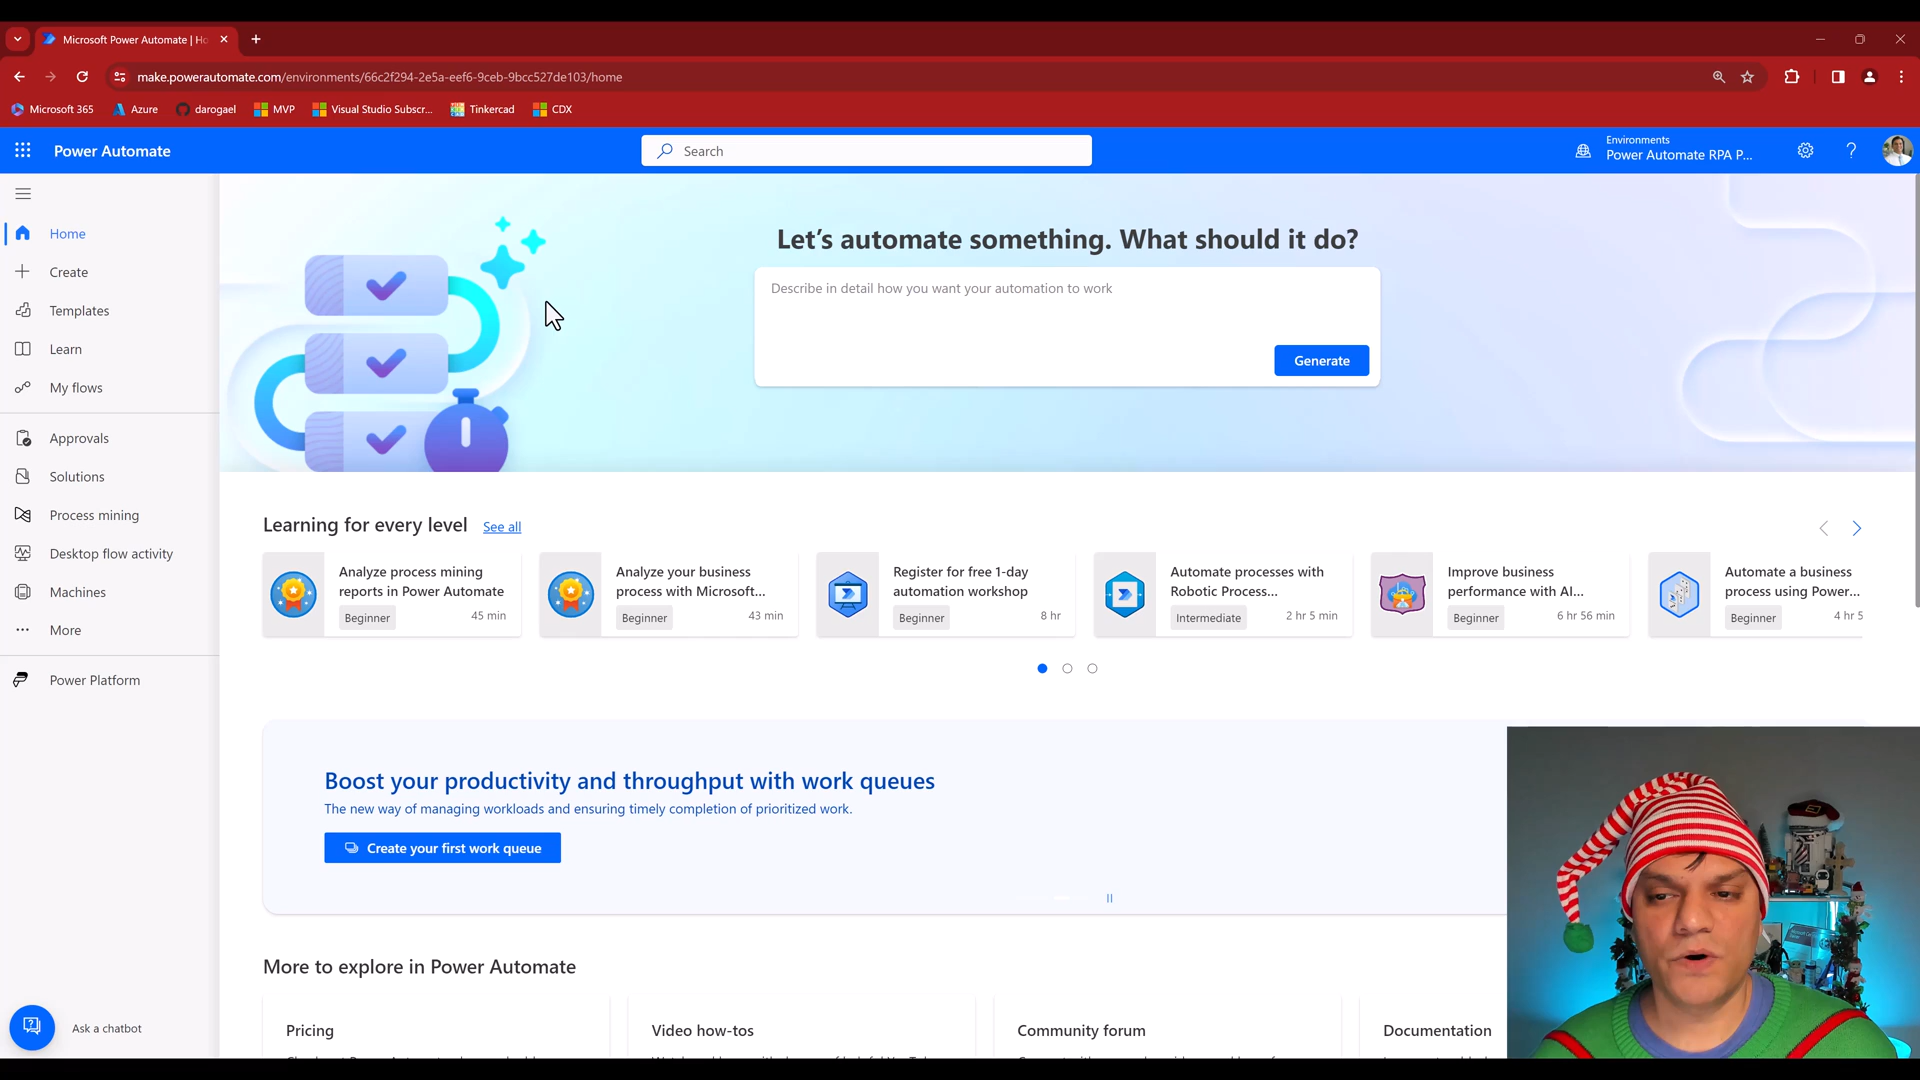 Microsoft Power Automate | Ho
make.powerautomate.com/environments/66c2f294-2e5a-eef6-9ceb-9bcc527de103/home
Microsoft 365
Azure
darogael
MVP
Visual Studio Subscr...
Tinkercad
CDX
Power Automate
Search
Environments
Power Automate RPA P...
Home
Create
Templates
Learn
My flows
Approvals
Solutions
Process mining
Desktop flow activity
Machines
More
Power Platform
Ask a chatbot
Let's automate something. What should it do?
Describe in detail how you want your automation to work
Generate
Learning for every level
See all
Analyze process mining
reports in Power Automate
Beginner
45 min
Analyze your business
process with Microsoft...
Beginner
43 min
Register for free 1-day
automation workshop
Beginner
8 hr
Automate processes with
Robotic Process...
Intermediate
2 hr 5 min
Improve business
performance with AI...
Beginner
6 hr 56 min
Automate a business
process using Power...
Beginner
4 hr 5
Boost your productivity and throughput with work queues
The new way of managing workloads and ensuring timely completion of prioritized work.
Create your first work queue
More to explore in Power Automate
Pricing
Video how-tos
Community forum
Documentation